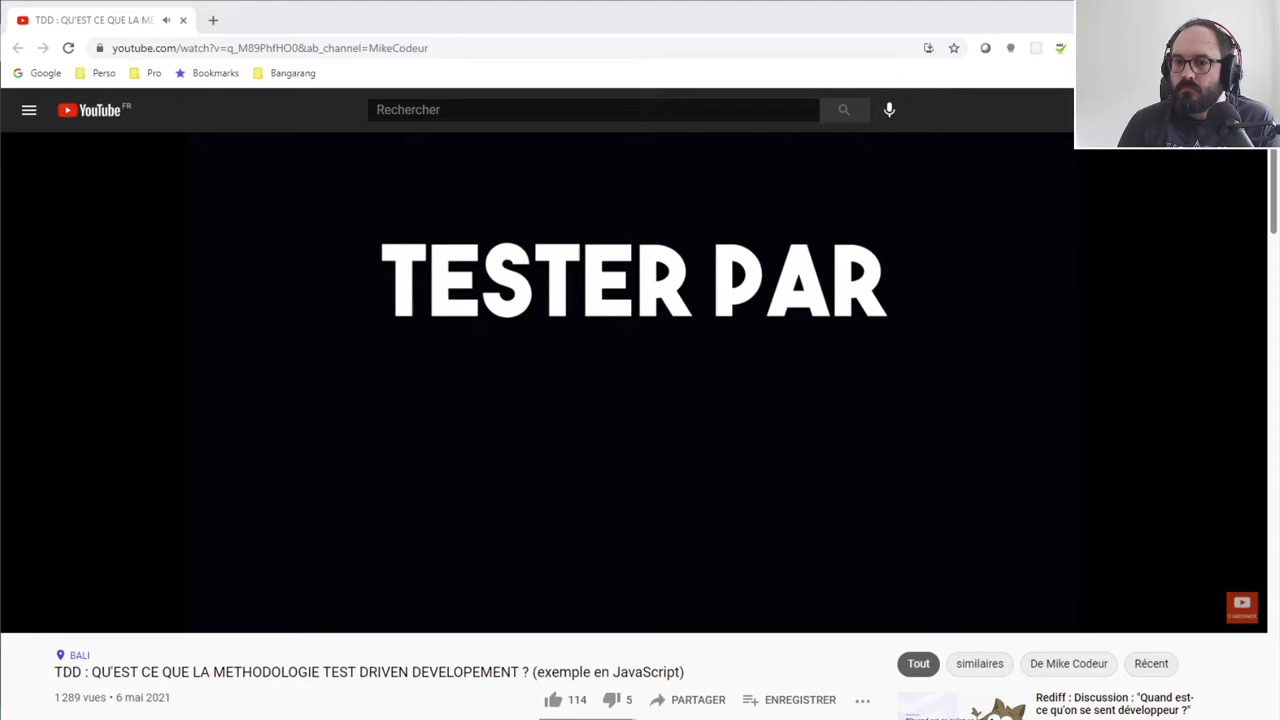 TDD : QU'EST CE QUE LA ME
youtube.com/watch?v=q_M89PhfHO0&ab_channel=MikeCodeur
Google Perso Pro Bookmarks Bangarang
YouTube FR
Rechercher
TESTER PAR
S'ABONNER
BALI
TDD : QU'EST CE QUE LA METHODOLOGIE TEST DRIVEN DEVELOPEMENT ? (exemple en JavaScript)
1 289 vues • 6 mai 2021
114 5 PARTAGER ENREGISTRER
Tout similaires De Mike Codeur Récent
Rediff : Discussion : "Quand est-
ce qu'on se sent développeur ?"